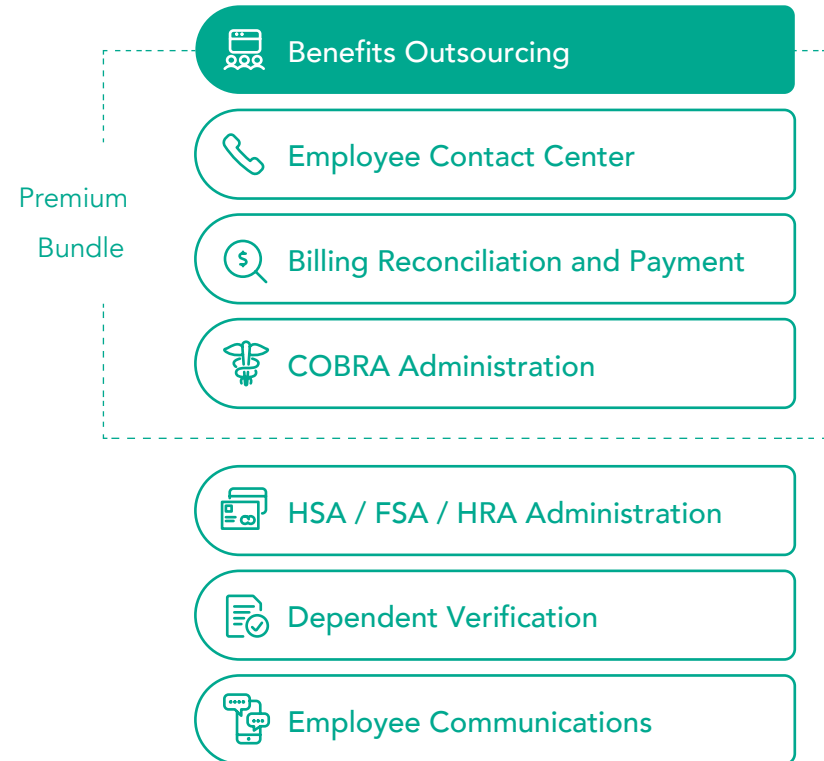 Benefits Outsourcing
Employee Contact Center
Premium
Bundle
Billing Reconciliation and Payment
COBRA Administration
HSA / FSA / HRA Administration
Dependent Verification
Employee Communications